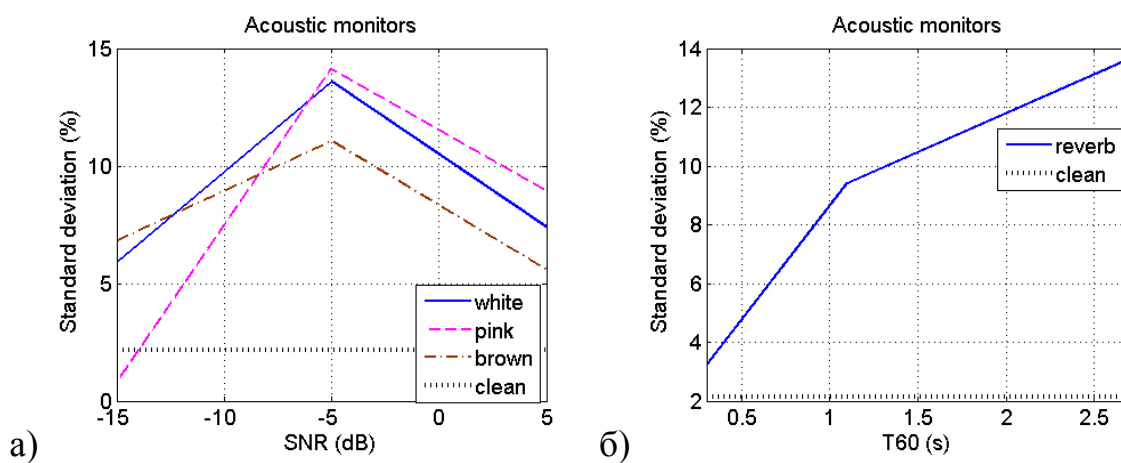 Acoustic monitors
Standard deviation (%)
15
10
5
0
-15
-10
-5
0
5
SNR (dB)
white
pink
brown
clean
а)
Acoustic monitors
Standard deviation (%)
14
12
10
8
6
4
2
0.5
1
1.5
2
2.5
T60 (s)
reverb
clean
б)